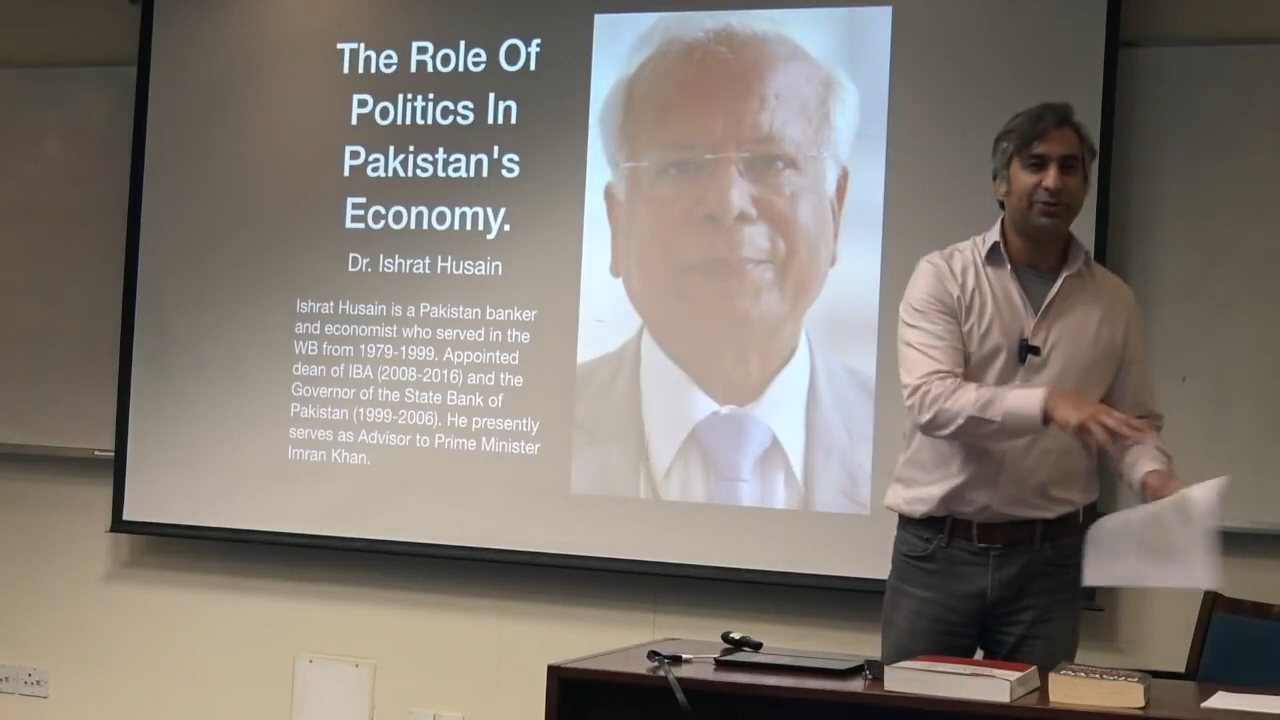 The Role Of
Politics In
Pakistan's
Economy.
Dr. Ishrat Husain
Ishrat Husain is a Pakistan banker
and economist who served in the
WB from 1979-1999. Appointed
dean of IBA (2008-2016) and the
Governor of the State Bank of
Pakistan (1999-2006). He presently
serves as Advisor to Prime Minister
Imran Khan.